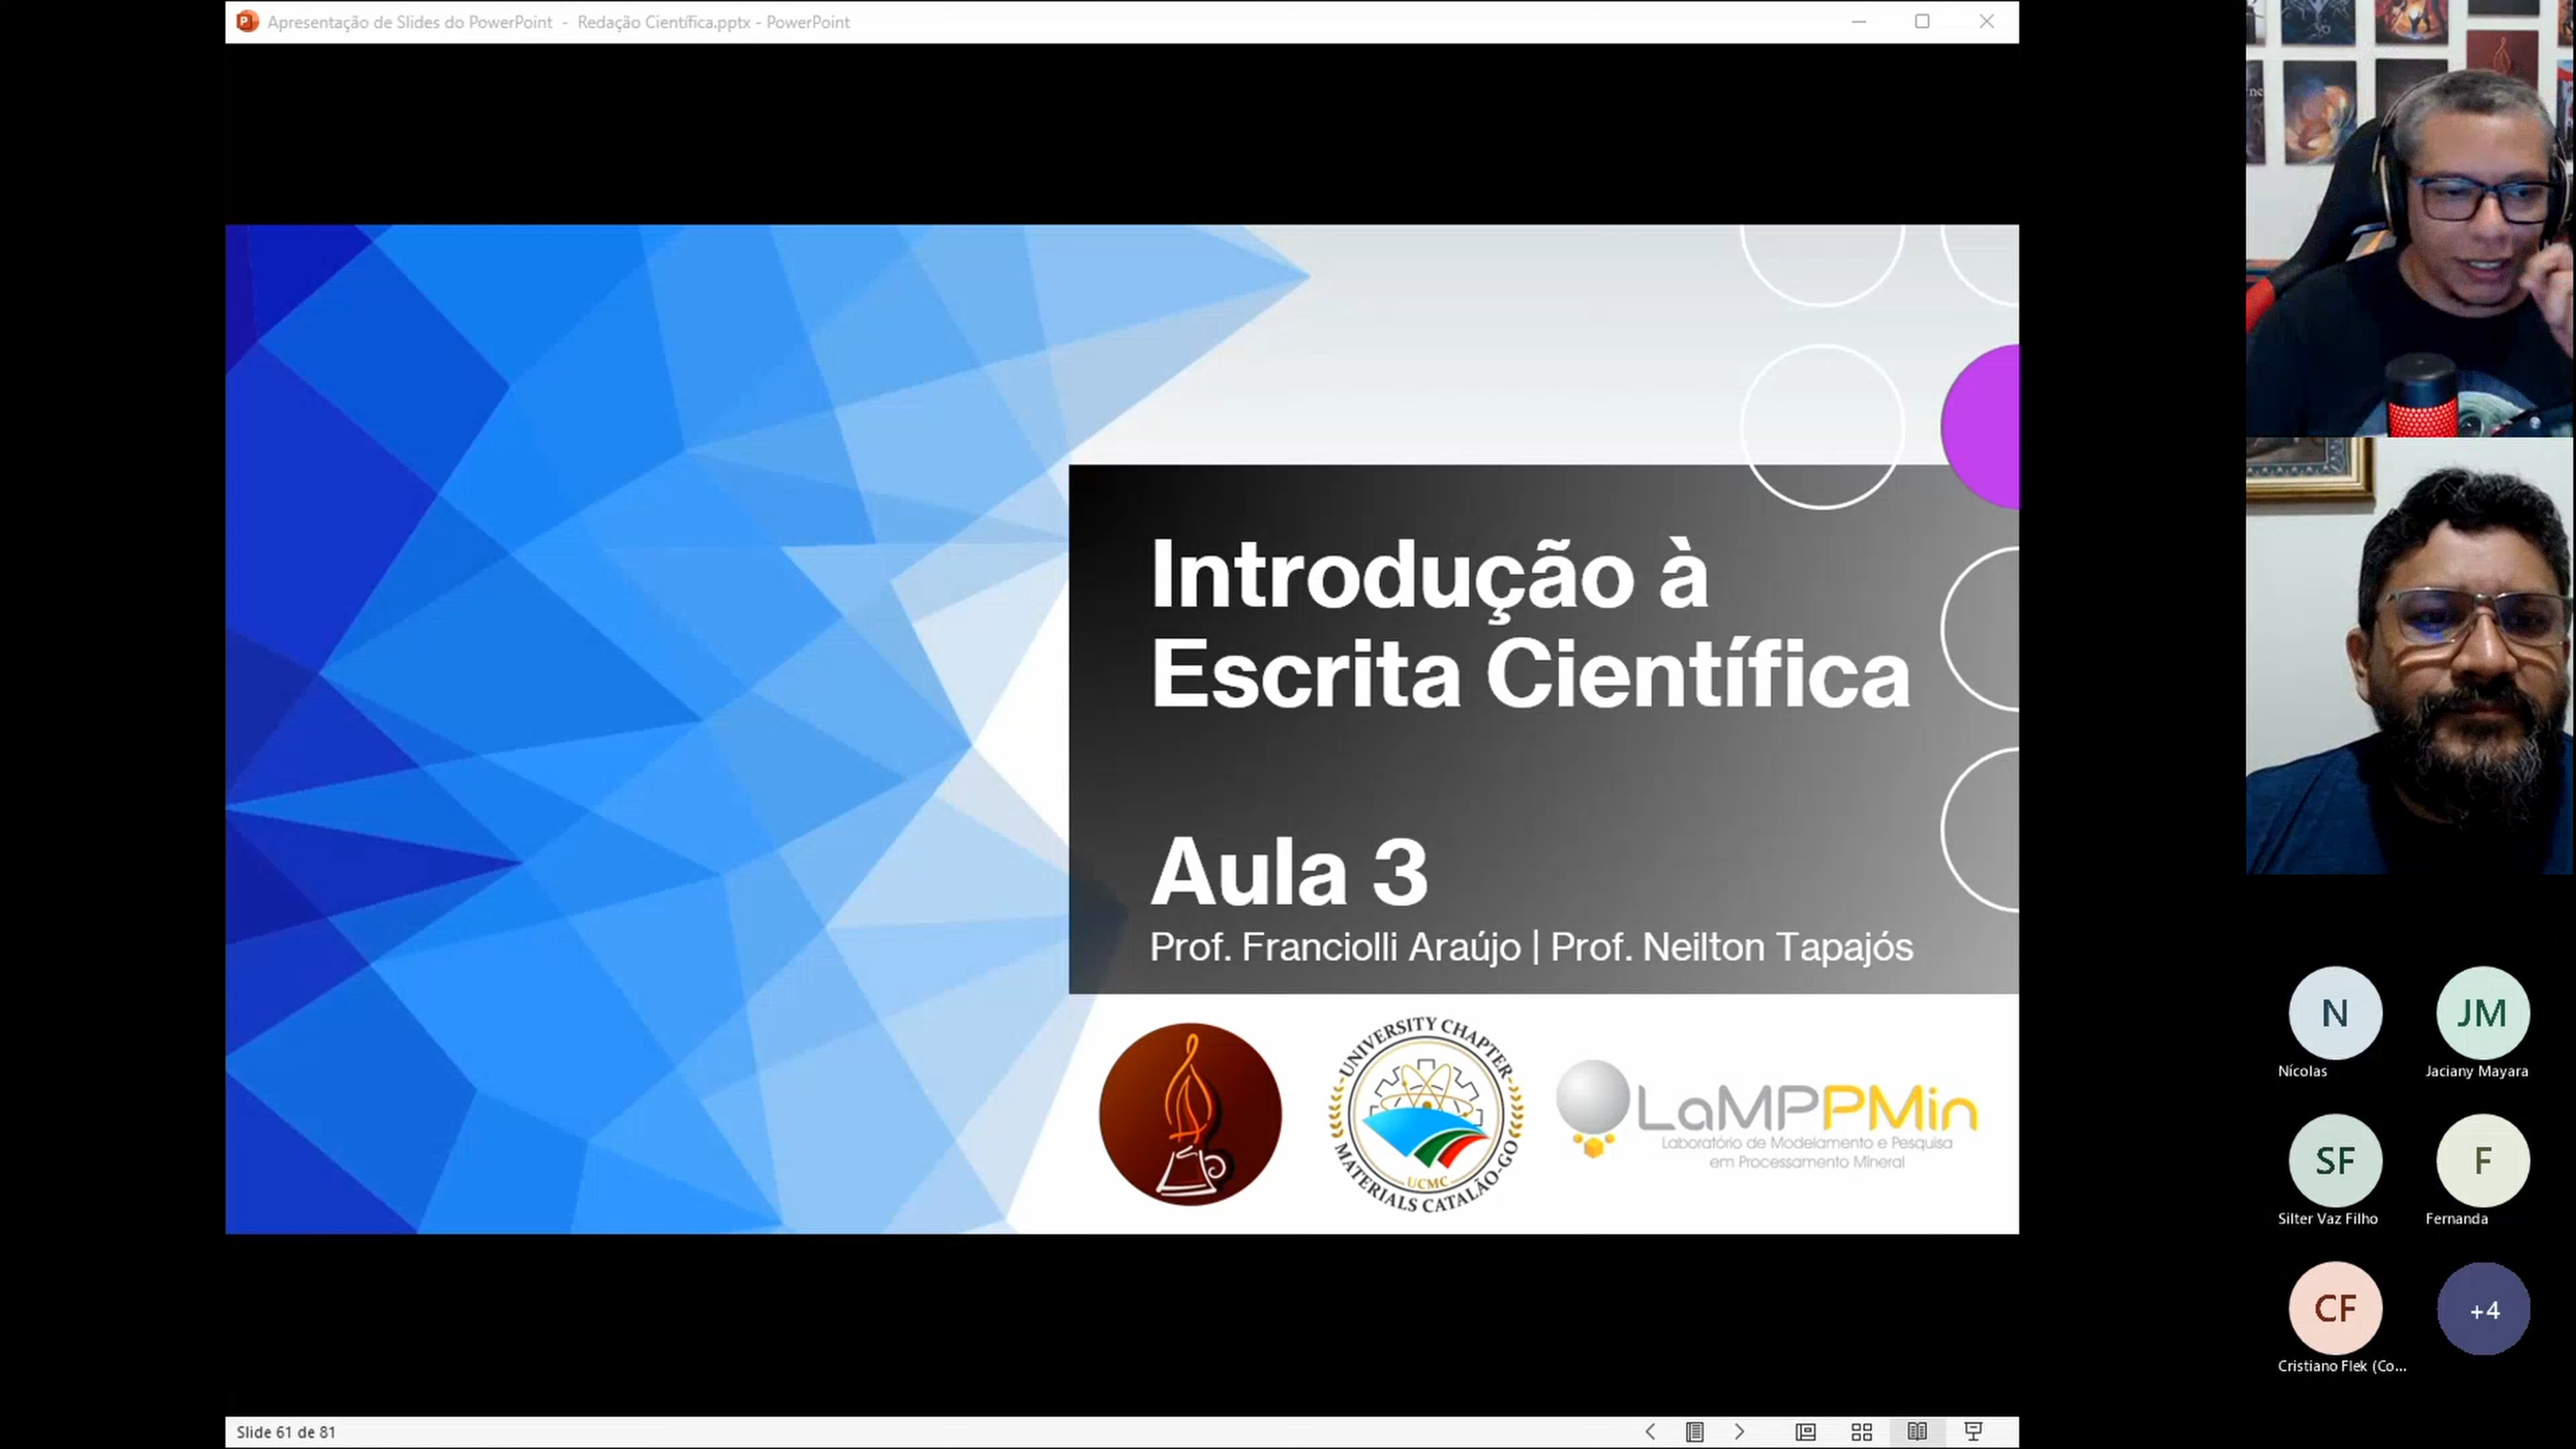 Apresentação de Slides do PowerPoint - Redação Científica.pptx - PowerPoint
Introdução à
Escrita Científica
Aula 3
Prof. Franciolli Araújo | Prof. Neilton Tapajós
UNIVERSITY CHAPTER
UCMC
MATERIALS CATALÃO-GO
LaMPPMin
Laboratório de Modelamento e Pesquisa
em Processamento Mineral
N
Nícolas
JM
Jaciany Mayara
SF
Silter Vaz Filho
F
Fernanda
CF
Cristiano Flek (Co...
+4
Slide 61 de 81